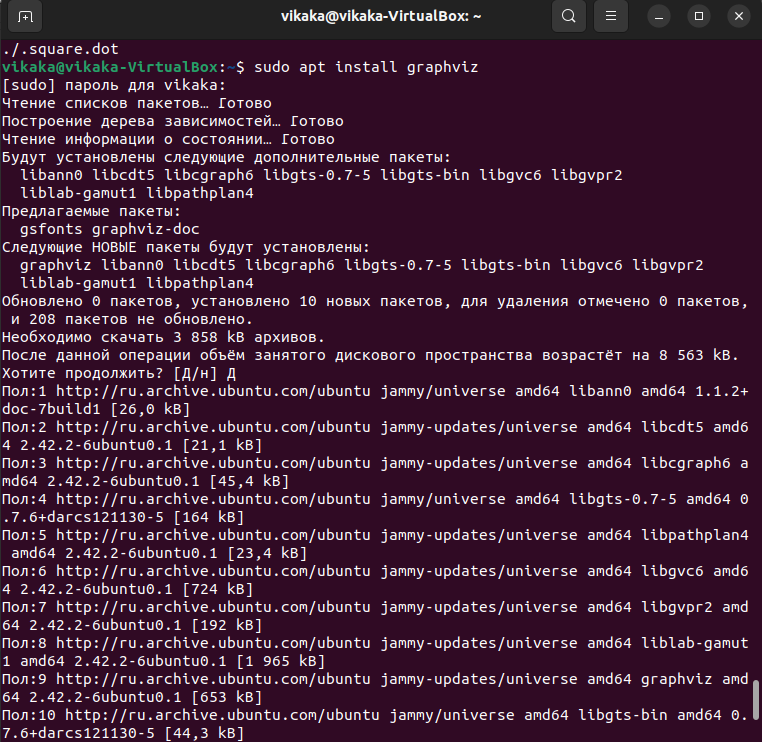 vikaka@vikaka-VirtualBox: ~
./.square.dot
vikaka@vikaka-VirtualBox:~$ sudo apt install graphviz
[sudo] пароль для vikaka:
Чтение списков пакетов… Готово
Построение дерева зависимостей… Готово
Чтение информации о состоянии… Готово
Будут установлены следующие дополнительные пакеты:
  libann0 libcdt5 libcgraph6 libgts-0.7-5 libgts-bin libgvc6 libgvpr2
  liblab-gamut1 libpathplan4
Предлагаемые пакеты:
  gsfonts graphviz-doc
Следующие НОВЫЕ пакеты будут установлены:
  graphviz libann0 libcdt5 libcgraph6 libgts-0.7-5 libgts-bin libgvc6 libgvpr2
  liblab-gamut1 libpathplan4
Обновлено 0 пакетов, установлено 10 новых пакетов, для удаления отмечено 0 пакетов,
 и 208 пакетов не обновлено.
Необходимо скачать 3 858 kB архивов.
После данной операции объём занятого дискового пространства возрастёт на 8 563 kB.
Хотите продолжить? [Д/н] Д
Пол:1 http://ru.archive.ubuntu.com/ubuntu jammy/universe amd64 libann0 amd64 1.1.2+
doc-7build1 [26,0 kB]
Пол:2 http://ru.archive.ubuntu.com/ubuntu jammy-updates/universe amd64 libcdt5 amd6
4 2.42.2-6ubuntu0.1 [21,1 kB]
Пол:3 http://ru.archive.ubuntu.com/ubuntu jammy-updates/universe amd64 libcgraph6 a
md64 2.42.2-6ubuntu0.1 [45,4 kB]
Пол:4 http://ru.archive.ubuntu.com/ubuntu jammy/universe amd64 libgts-0.7-5 amd64 0
.7.6+darcs121130-5 [164 kB]
Пол:5 http://ru.archive.ubuntu.com/ubuntu jammy-updates/universe amd64 libpathplan4
 amd64 2.42.2-6ubuntu0.1 [23,4 kB]
Пол:6 http://ru.archive.ubuntu.com/ubuntu jammy-updates/universe amd64 libgvc6 amd6
4 2.42.2-6ubuntu0.1 [724 kB]
Пол:7 http://ru.archive.ubuntu.com/ubuntu jammy-updates/universe amd64 libgvpr2 amd
64 2.42.2-6ubuntu0.1 [192 kB]
Пол:8 http://ru.archive.ubuntu.com/ubuntu jammy-updates/universe amd64 liblab-gamut
1 amd64 2.42.2-6ubuntu0.1 [1 965 kB]
Пол:9 http://ru.archive.ubuntu.com/ubuntu jammy-updates/universe amd64 graphviz amd
64 2.42.2-6ubuntu0.1 [653 kB]
Пол:10 http://ru.archive.ubuntu.com/ubuntu jammy/universe amd64 libgts-bin amd64 0.
7.6+darcs121130-5 [44,3 kB]